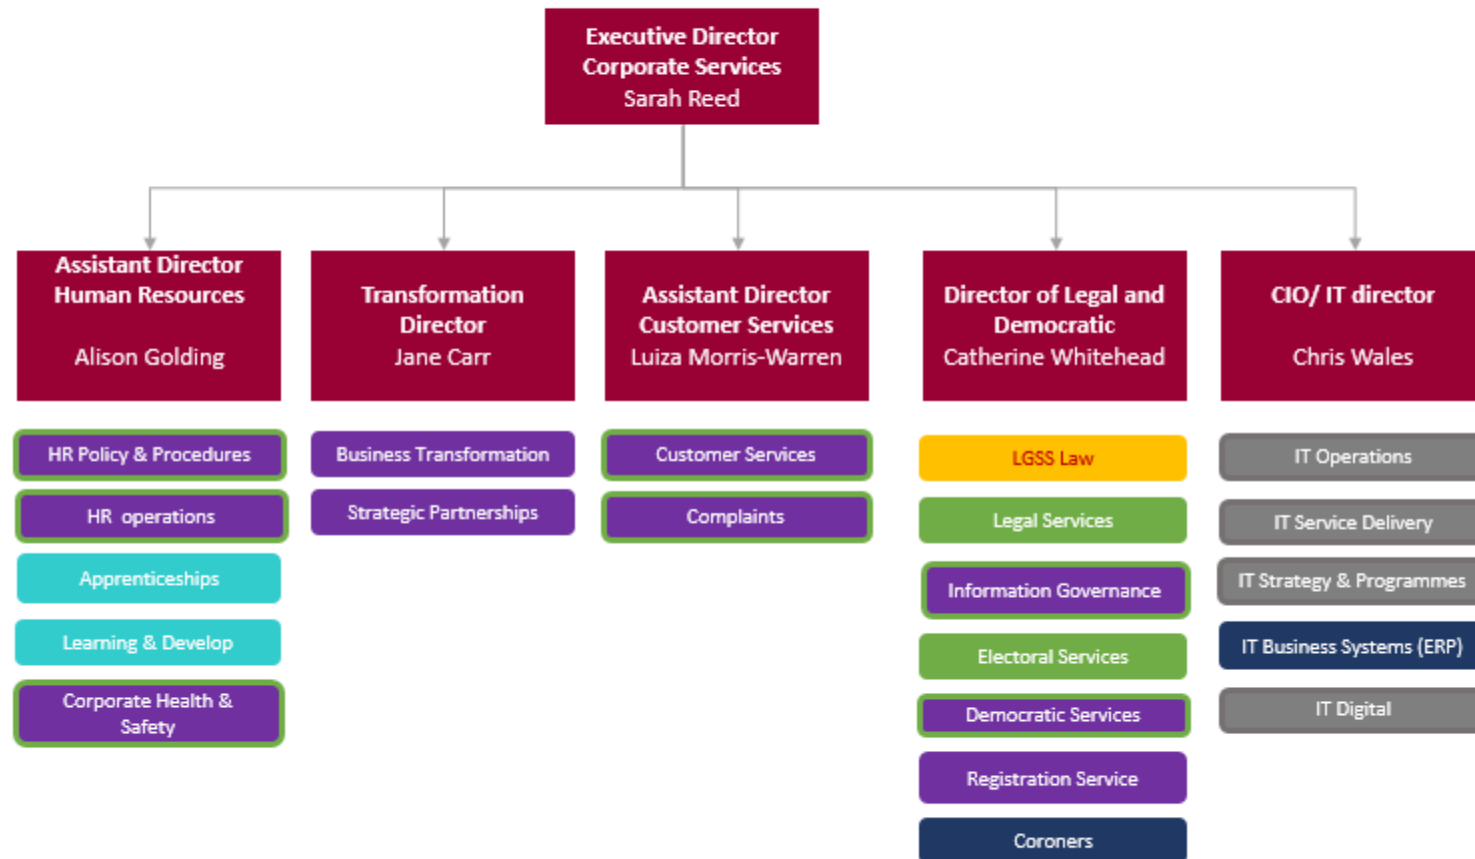 Executive Director
Corporate Services
Sarah Reed
Assistant Director
Human Resources
Alison Golding
Transformation
Director
Jane Carr
Assistant Director
Customer Services
Luiza Morris-Warren
Director of Legal and
Democratic
Catherine Whitehead
CIO/ IT director
Chris Wales
HR Policy & Procedures
HR operations
Apprenticeships
Learning & Develop
Corporate Health &
Safety
Business Transformation
Strategic Partnerships
Customer Services
Complaints
LGSS Law
Legal Services
Information Governance
Electoral Services
Democratic Services
Registration Service
Coroners
IT Operations
IT Service Delivery
IT Strategy & Programmes
IT Business Systems (ERP)
IT Digital